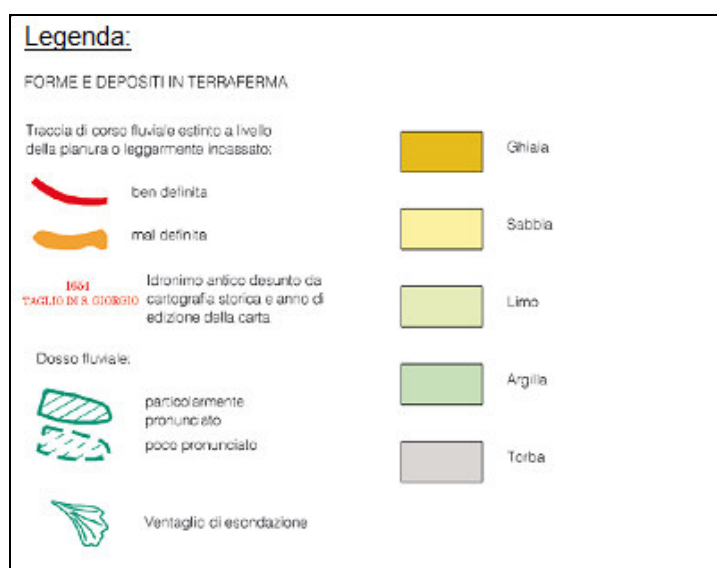 Legenda:
FORME E DEPOSITI IN TERRAFERMA
Traccia di corso fluviale estinto a livello
della pianura o leggermente incassato:
ben definita
mal definita
1654
TAGLIO DI S. GIORGIO
Idronimo antico desunto da
cartografia storica e anno di
edizione della carta
Dosso fluviale:
particolarmente
pronunciato
poco pronunciato
Ventaglio di esondazione
Ghiaia
Sabbia
Limo
Argilla
Torba